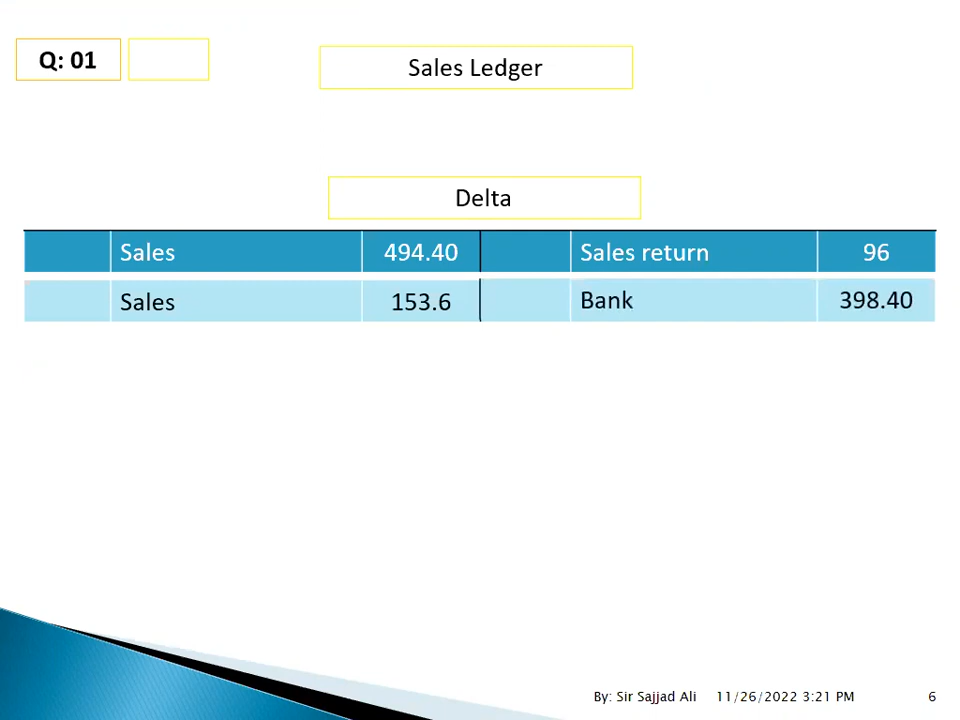 Q: 01
Sales Ledger
Delta
Sales 494.40 Sales return 96
Sales 153.6 Bank 398.40
By: Sir Sajjad Ali 11/26/2022 3:21 PM 6